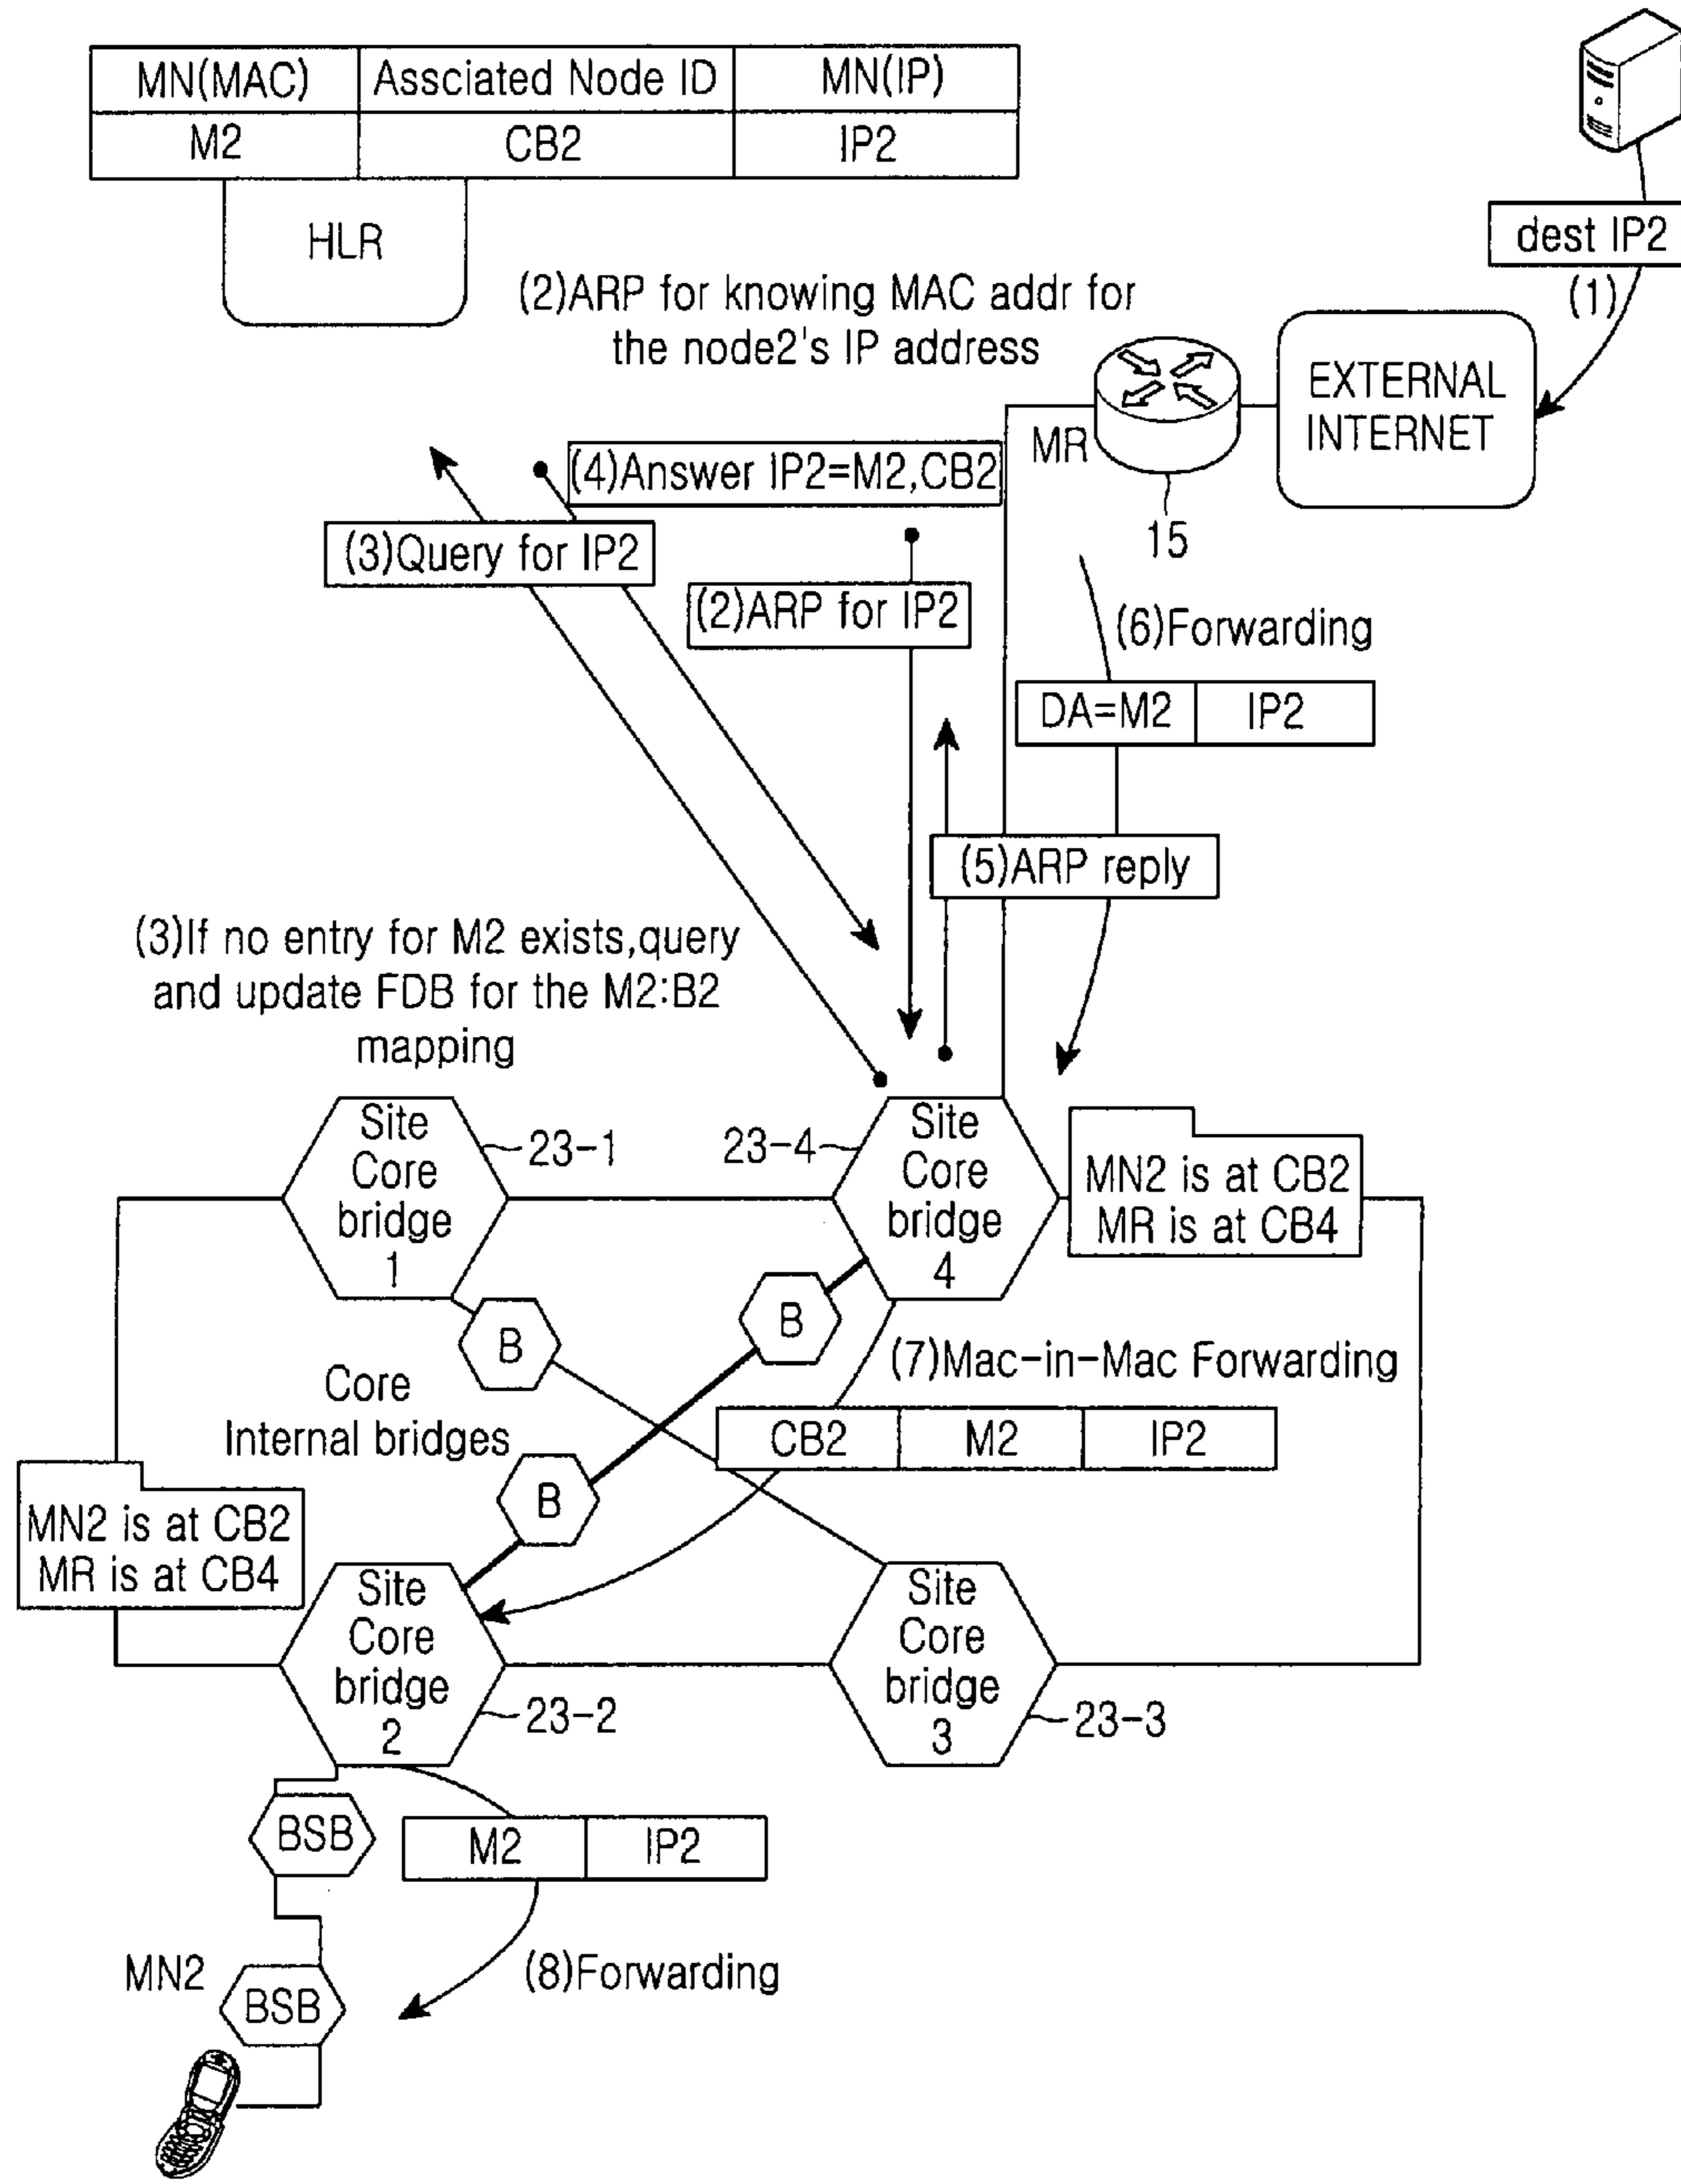 MN(MAC) Assciated Node ID MN(IP)
M2 CB2 IP2
HLR
dest IP2
(1)
(2)ARP for knowing MAC addr for
the node2's IP address
EXTERNAL
INTERNET
MR
15
(4)Answer IP2=M2,CB2
(3)Query for IP2
(2)ARP for IP2
(6)Forwarding
DA=M2 IP2
(5)ARP reply
(3)If no entry for M2 exists,query
and update FDB for the M2:B2
mapping
Site
Core
bridge
1
23-1
23-4
Site
Core
bridge
4
MN2 is at CB2
MR is at CB4
B
B
(7)Mac-in-Mac Forwarding
Core
Internal bridges
CB2 M2 IP2
B
MN2 is at CB2
MR is at CB4
Site
Core
bridge
2
23-2
Site
Core
bridge
3
23-3
BSB
M2 IP2
MN2
(8)Forwarding
BSB